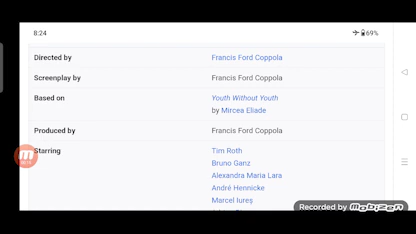 8:24
69%
Directed by Francis Ford Coppola
Screenplay by Francis Ford Coppola
Based on Youth Without Youth
by Mircea Eliade
Produced by Francis Ford Coppola
Starring Tim Roth
Bruno Ganz
Alexandra Maria Lara
André Hennicke
Marcel Iureș
Recorded by Mobizen